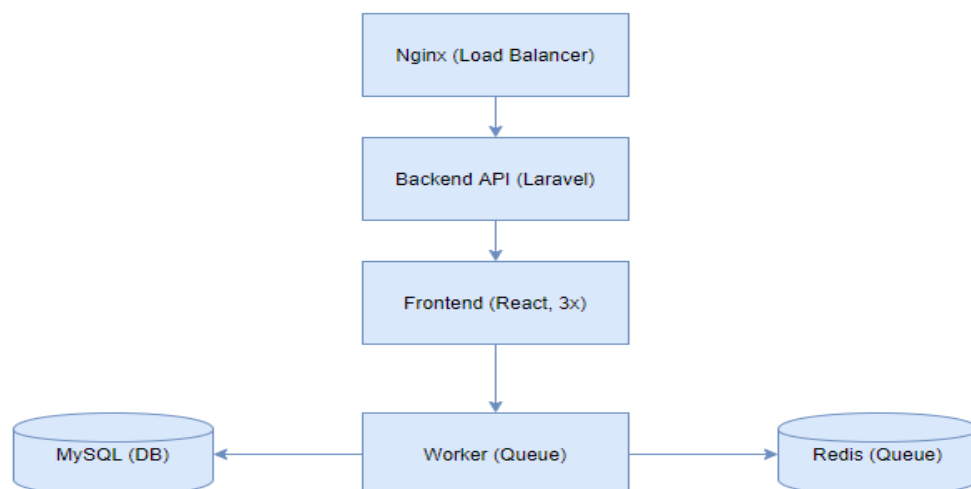 Nginx (Load Balancer)
Backend API (Laravel)
Frontend (React, 3x)
MySQL (DB)
Worker (Queue)
Redis (Queue)